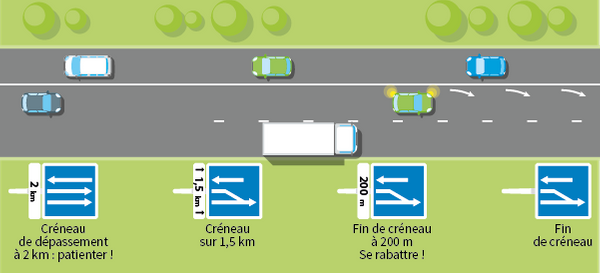 2 km
↑ 1,5 km ↑
200 m
Créneau
de dépassement
à 2 km : patienter !
Créneau
sur 1,5 km
Fin de créneau
à 200 m
Se rabattre !
Fin
de créneau